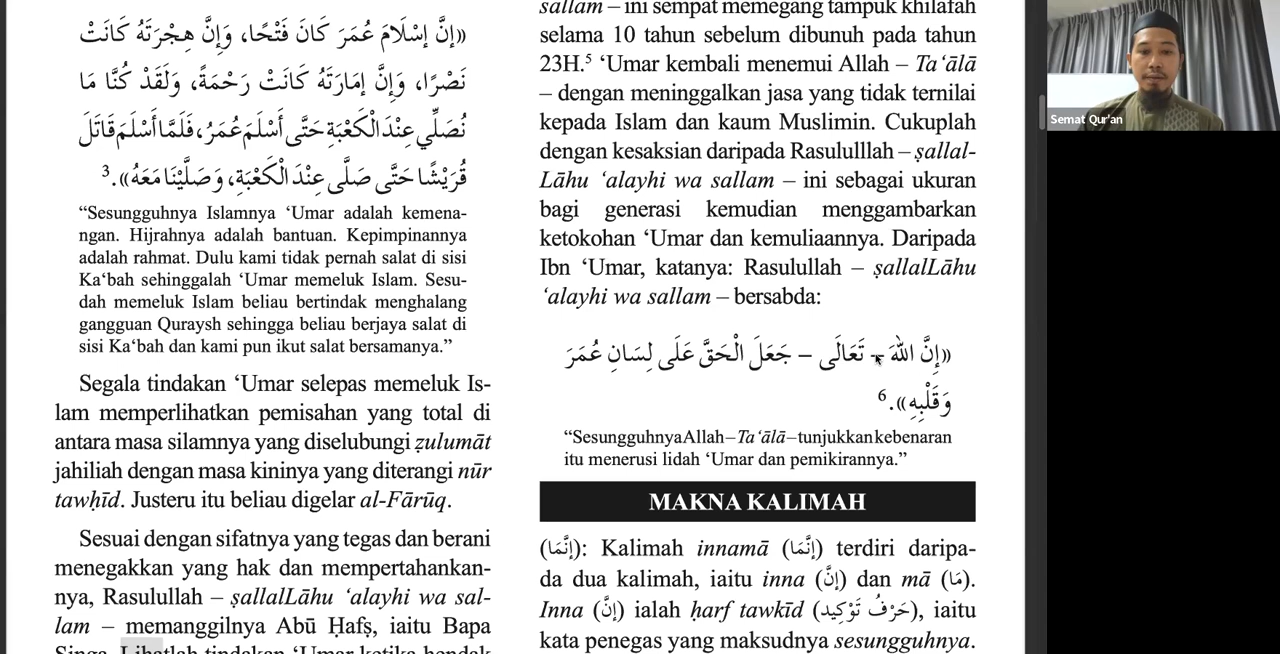 «إِنَّ إِسْلَامَ عُمَرَ كَانَ فَتْحًا، وَإِنَّ هِجْرَتَهُ كَانَتْ
نَصْرًا، وَإِنَّ إِمَارَتَهُ كَانَتْ رَحْمَةً، وَلَقَدْ كُنَّا مَا
نُصَلِّي عِنْدَ الْكَعْبَةِ حَتَّى أَسْلَمَ عُمَرُ، فَلَمَّا أَسْلَمَ قَاتَلَ
قُرَيْشًا حَتَّى صَلَّى عِنْدَ الْكَعْبَةِ، وَصَلَّيْنَا مَعَهُ».³
“Sesungguhnya Islamnya ‘Umar adalah kemena-
ngan. Hijrahnya adalah bantuan. Kepimpinannya
adalah rahmat. Dulu kami tidak pernah salat di sisi
Ka‘bah sehinggalah ‘Umar memeluk Islam. Sesu-
dah memeluk Islam beliau bertindak menghalang
gangguan Quraysh sehingga beliau berjaya salat di
sisi Ka‘bah dan kami pun ikut salat bersamanya.”
Segala tindakan ‘Umar selepas memeluk Is-
lam memperlihatkan pemisahan yang total di
antara masa silamnya yang diselubungi ẓulumāt
jahiliah dengan masa kininya yang diterangi nūr
tawḥīd. Justeru itu beliau digelar al-Fārūq.
Sesuai dengan sifatnya yang tegas dan berani
menegakkan yang hak dan mempertahankan-
nya, Rasulullah – ṣallalLāhu ‘alayhi wa sal-
lam – memanggilnya Abū Ḥafṣ, iaitu Bapa
Singa. Lihatlah tindakan ‘Umar ketika hendak
sallam – ini sempat memegang tampuk khilafah
selama 10 tahun sebelum dibunuh pada tahun
23H.⁵ ‘Umar kembali menemui Allah – Ta‘ālā
– dengan meninggalkan jasa yang tidak ternilai
kepada Islam dan kaum Muslimin. Cukuplah
dengan kesaksian daripada Rasululllah – ṣallal-
Lāhu ‘alayhi wa sallam – ini sebagai ukuran
bagi generasi kemudian menggambarkan
ketokohan ‘Umar dan kemuliaannya. Daripada
Ibn ‘Umar, katanya: Rasulullah – ṣallalLāhu
‘alayhi wa sallam – bersabda:
«إِنَّ اللهَ – تَعَالَى – جَعَلَ الْحَقَّ عَلَى لِسَانِ عُمَرَ
وَقَلْبِهِ».⁶
“Sesungguhnya Allah – Ta‘ālā – tunjukkan kebenaran
itu menerusi lidah ‘Umar dan pemikirannya.”
MAKNA KALIMAH
(إِنَّمَا): Kalimah innamā (إِنَّمَا) terdiri daripa-
da dua kalimah, iaitu inna (إِنَّ) dan mā (مَا).
Inna (إِنَّ) ialah ḥarf tawkīd (حَرْفُ تَوْكِيد), iaitu
kata penegas yang maksudnya sesungguhnya.
Semat Qur'an